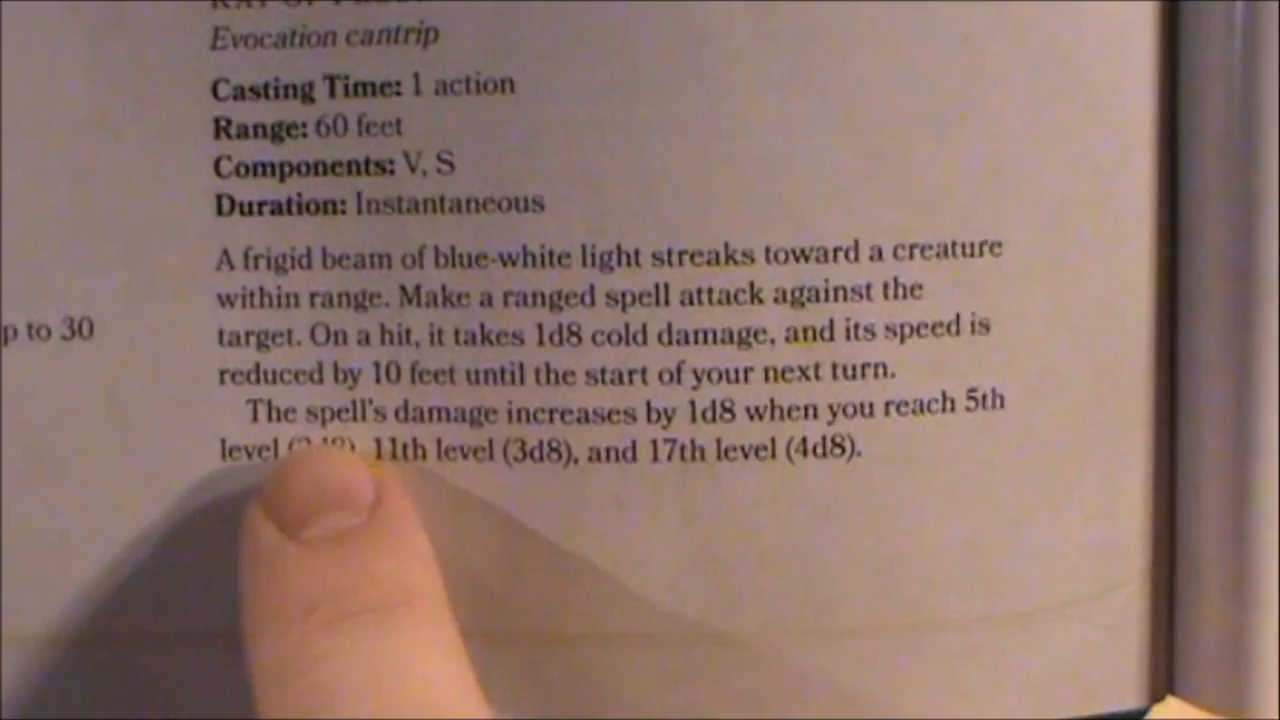 Evocation cantrip
Casting Time: 1 action
Range: 60 feet
Components: V, S
Duration: Instantaneous
A frigid beam of blue-white light streaks toward a creature
within range. Make a ranged spell attack against the
target. On a hit, it takes 1d8 cold damage, and its speed is
p to 30
reduced by 10 feet until the start of your next turn.
The spell's damage increases by 1d8 when you reach 5th
level 11th level (3d8), and 17th level (4d8).